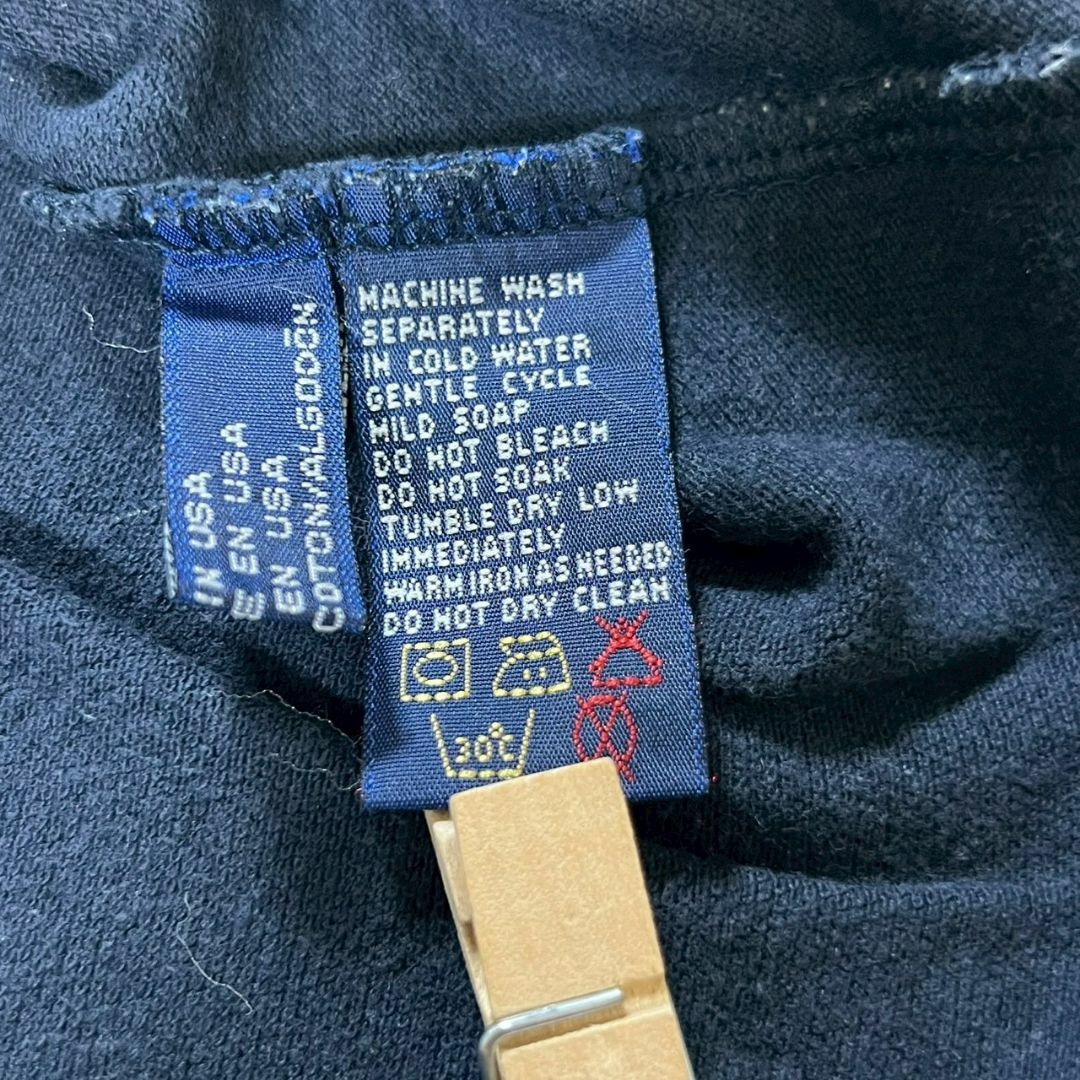 IN USA
E EN USA
EN USA
COTON/ALGODÓN
MACHINE WASH
SEPARATELY
IN COLD WATER
GENTLE CYCLE
MILD SOAP
DO NOT BLEACH
DO NOT SOAK
TUMBLE DRY LOW
IMMEDIATELY
WARM IRON AS NEEDED
DO NOT DRY CLEAN
30°C